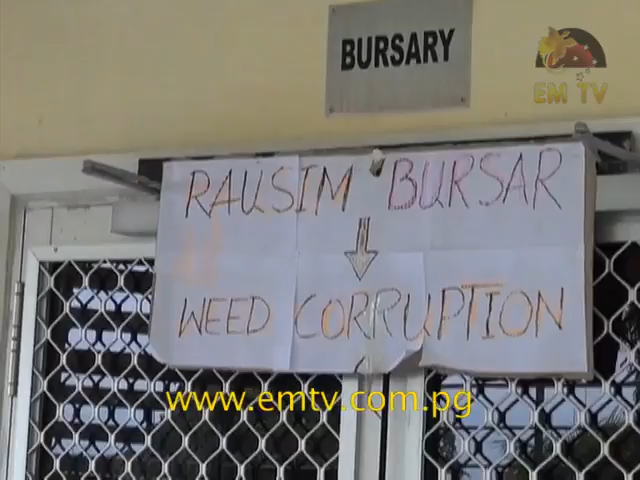 BURSARY
EM TV
RAUSIM BURSAR
WEED CORRUPTION
www.emtv.com.pg